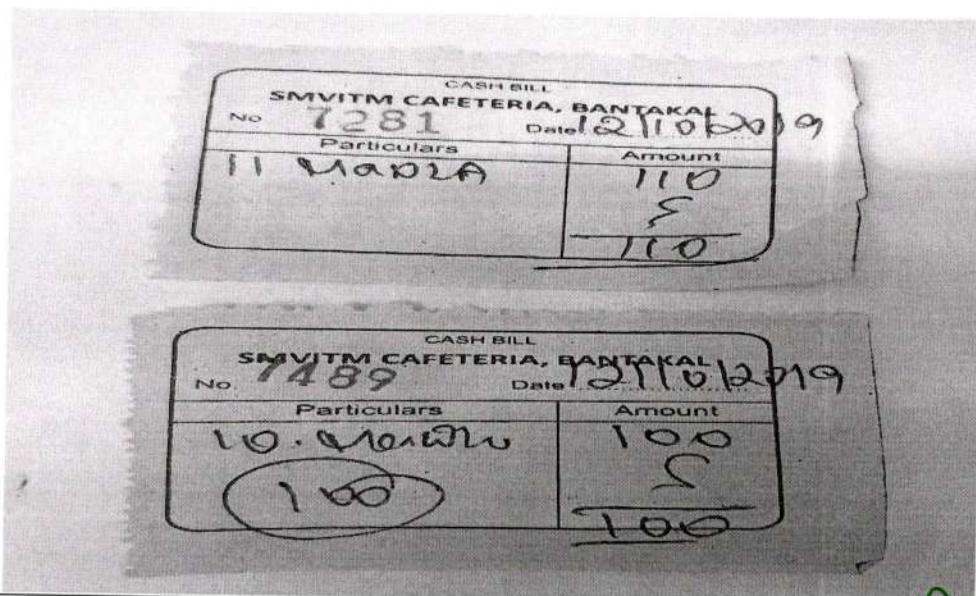 CASH BILL
SMVITM CAFETERIA, BANTAKAL
No 7281 Date 12/10/2019
Particulars Amount
11 110
110
CASH BILL
SMVITM CAFETERIA, BANTAKAL
No. 7489 Date 12/10/2019
Particulars Amount
10. 100
100
100